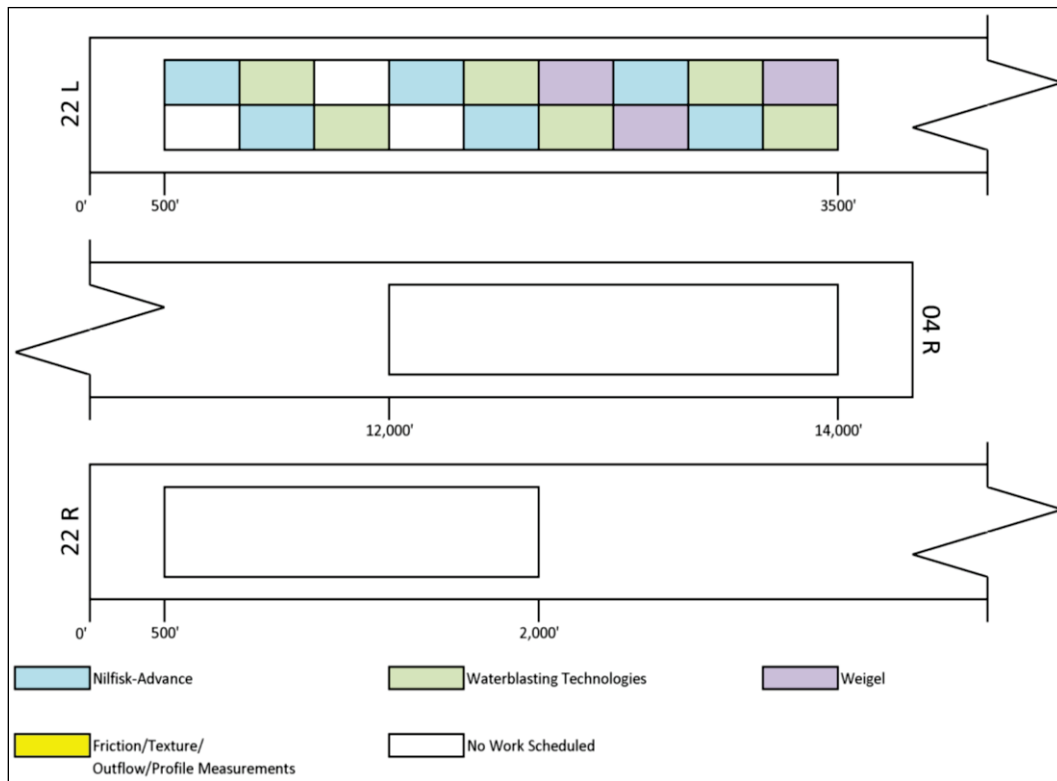 22 L
0'
500'
3500'
04 R
12,000'
14,000'
22 R
0'
500'
2,000'
Nilfisk-Advance
Waterblasting Technologies
Weigel
Friction/Texture/
Outflow/Profile Measurements
No Work Scheduled